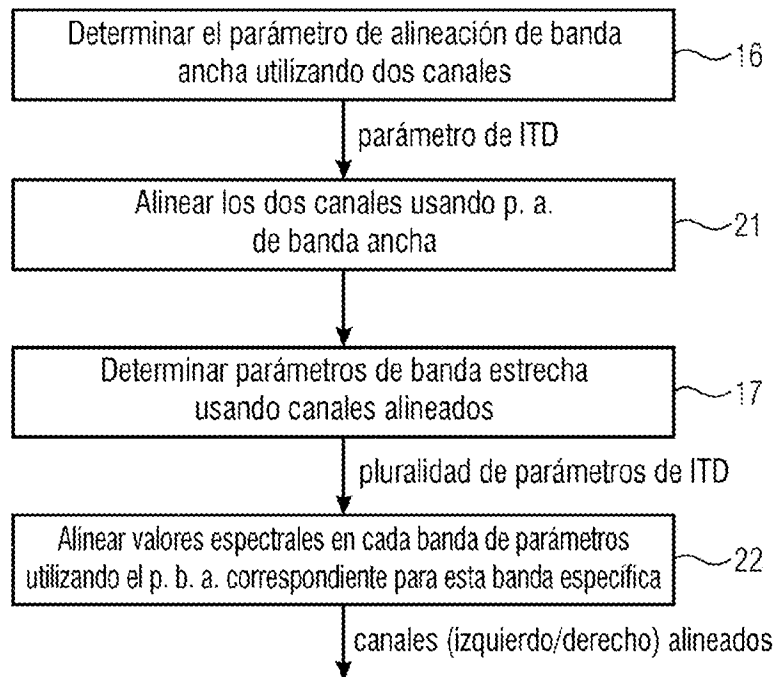 Determinar el parámetro de alineación de banda
ancha utilizando dos canales
16
parámetro de ITD
Alinear los dos canales usando p. a.
de banda ancha
21
Determinar parámetros de banda estrecha
usando canales alineados
17
pluralidad de parámetros de ITD
Alinear valores espectrales en cada banda de parámetros
utilizando el p. b. a. correspondiente para esta banda específica
22
canales (izquierdo/derecho) alineados